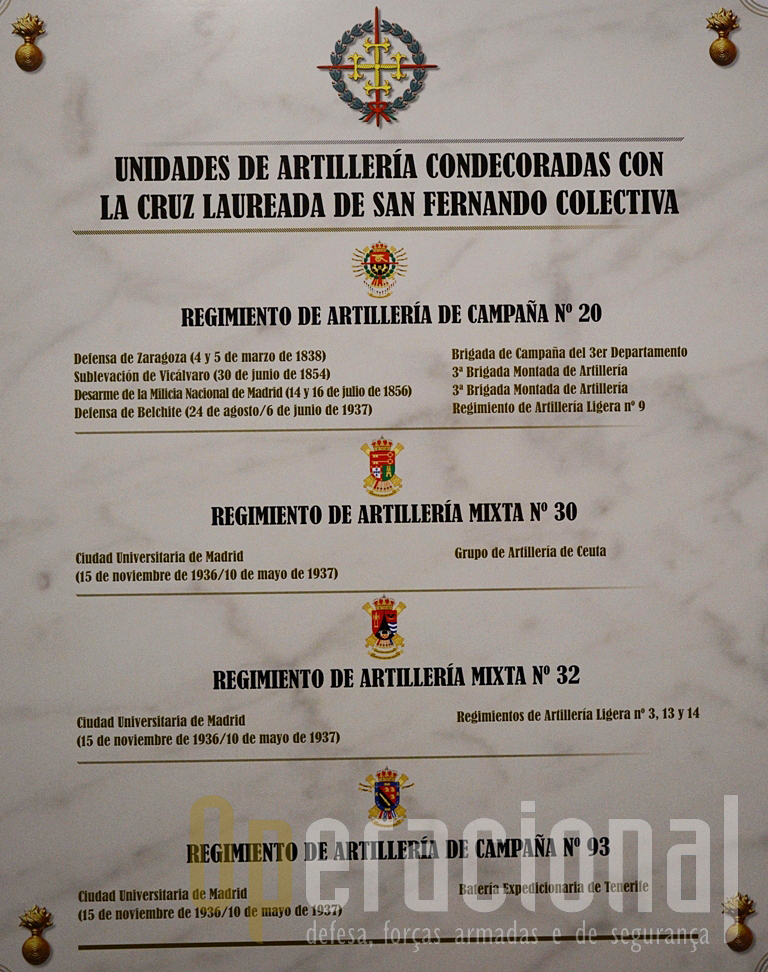 UNIDADES DE ARTILLERÍA CONDECORADAS CON
LA CRUZ LAUREADA DE SAN FERNANDO COLECTIVA
REGIMIENTO DE ARTILLERÍA DE CAMPAÑA Nº 20
Defensa de Zaragoza (4 y 5 de marzo de 1838) Brigada de Campaña del 3er Departamento
Sublevación de Vicálvaro (30 de junio de 1854) 3ª Brigada Montada de Artillería
Desarme de la Milicia Nacional de Madrid (14 y 16 de julio de 1856) 3ª Brigada Montada de Artillería
Defensa de Belchite (24 de agosto/6 de junio de 1937) Regimiento de Artillería Ligera nº 9
REGIMIENTO DE ARTILLERÍA MIXTA Nº 30
Ciudad Universitaria de Madrid Grupo de Artillería de Ceuta
(15 de noviembre de 1936/10 de mayo de 1937)
REGIMIENTO DE ARTILLERÍA MIXTA Nº 32
Ciudad Universitaria de Madrid Regimientos de Artillería Ligera nº 3, 13 y 14
(15 de noviembre de 1936/10 de mayo de 1937)
REGIMIENTO DE ARTILLERÍA DE CAMPAÑA Nº 93
Ciudad Universitaria de Madrid Batería Expedicionaria de Tenerife
(15 de noviembre de 1936/10 de mayo de 1937)
Operacional
defesa, forças armadas e de segurança